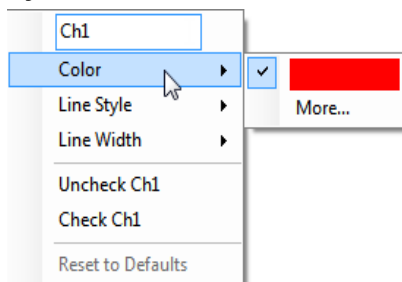 Ch1
Color
More...
Line Style
Line Width
Uncheck Ch1
Check Ch1
Reset to Defaults